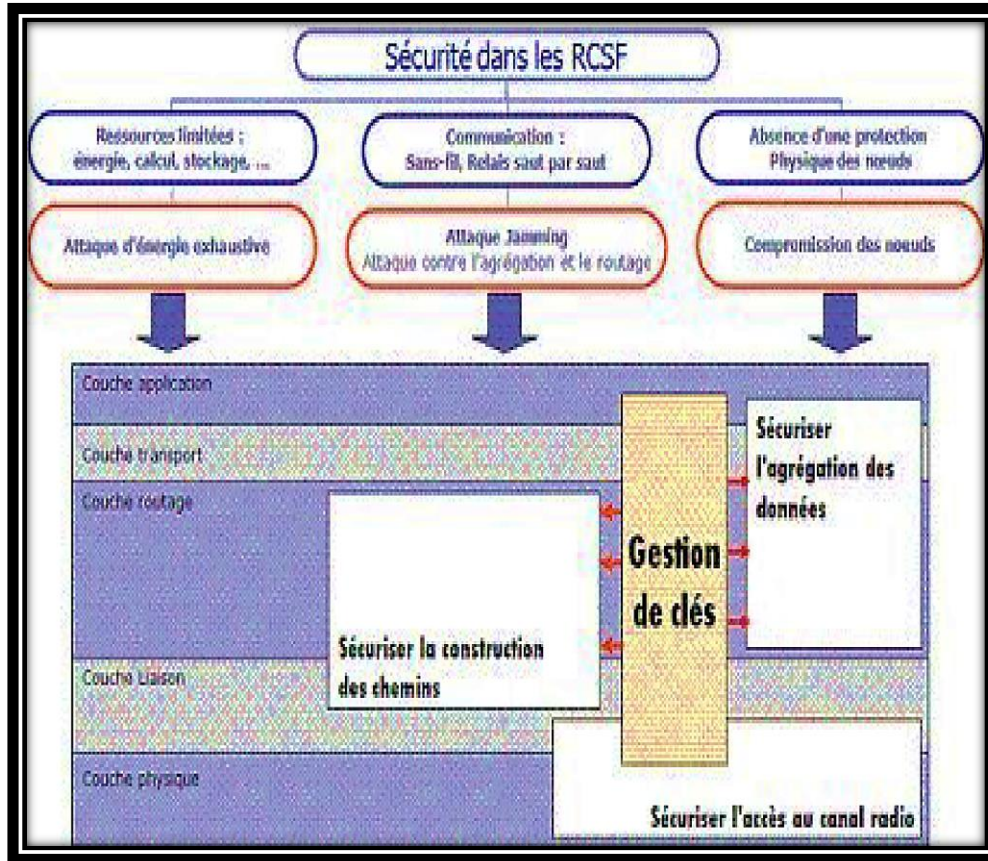 Sécurité dans les RCSF
Ressources limitées :
énergie, calcul, stockage, ...
Communication :
Sans-fil, Relais saut par saut
Absence d'une protection
Physique des nœuds
Attaque d'énergie exhaustive
Attaque Jamming
Attaque contre l'agrégation et le routage
Compromission des noeuds
Couche application
Couche transport
Couche routage
Couche Liaison
Couche physique
Sécuriser la construction
des chemins
Gestion
de clés
Sécuriser
l'agrégation des
données
Sécuriser l'accès au canal radio